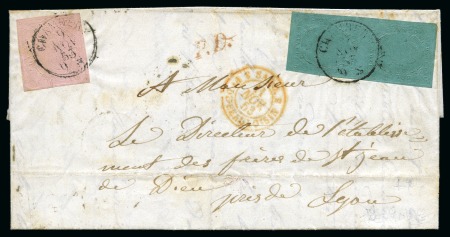 P.D.
A Monsieur
Le Directeur de l'établisse
ment des frères de St Jean
de Dieu
près de Lyon